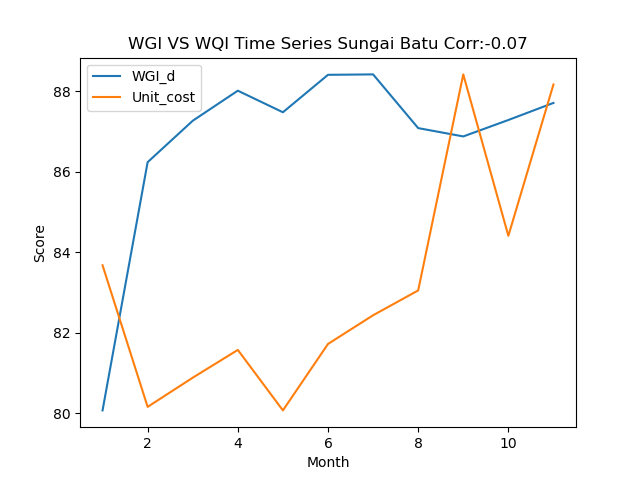 WGI VS WQI Time Series Sungai Batu Corr:-0.07
WGI_d
Unit_cost
88
86
84
82
80
Score
2 4 6 8 10
Month